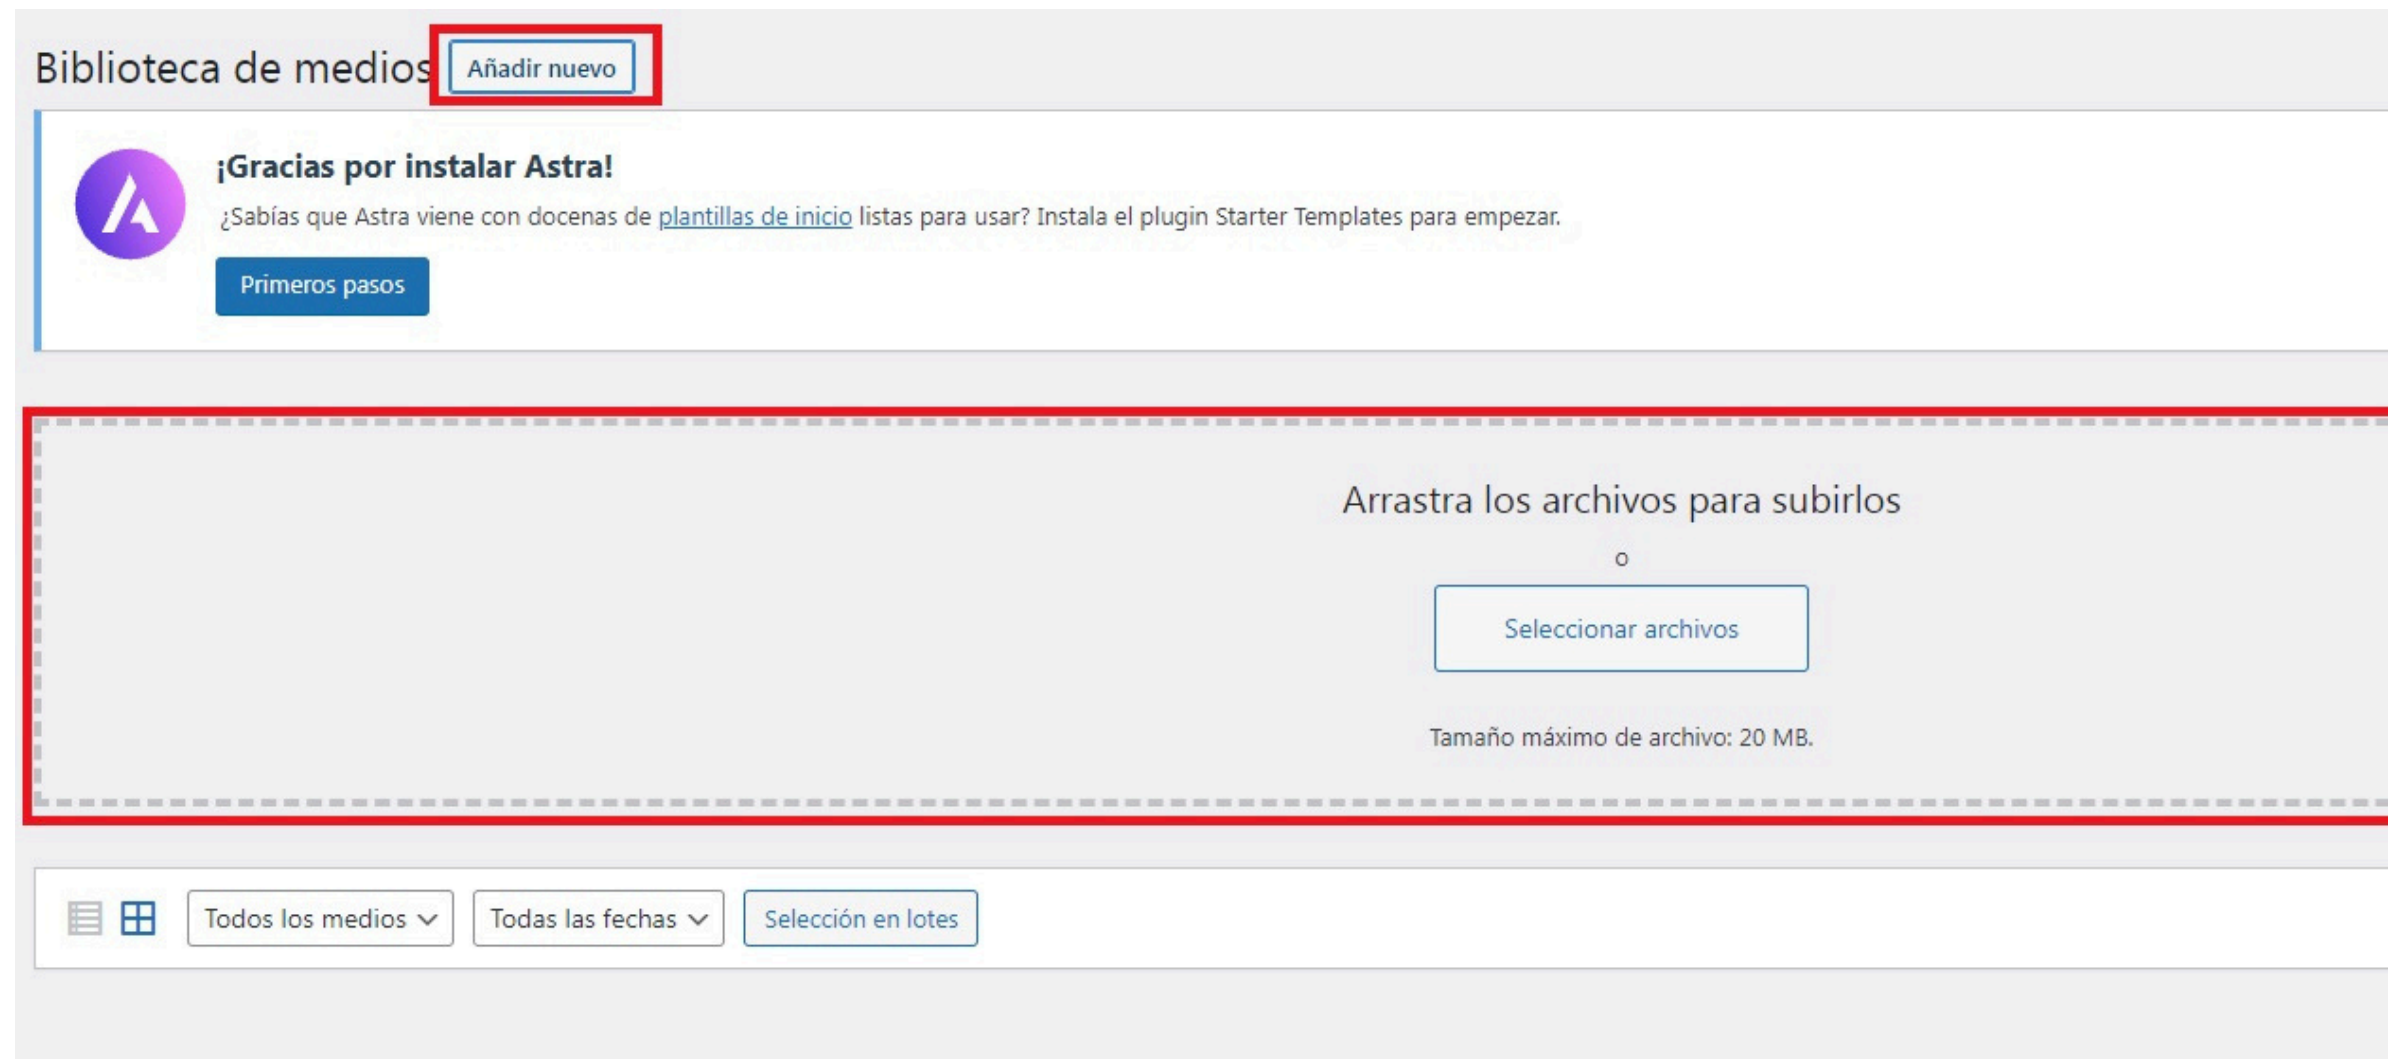 Biblioteca de medios Añadir nuevo
¡Gracias por instalar Astra!
¿Sabías que Astra viene con docenas de plantillas de inicio listas para usar? Instala el plugin Starter Templates para empezar.
Primeros pasos
Arrastra los archivos para subirlos
o
Seleccionar archivos
Tamaño máximo de archivo: 20 MB.
Todos los medios Todas las fechas Selección en lotes